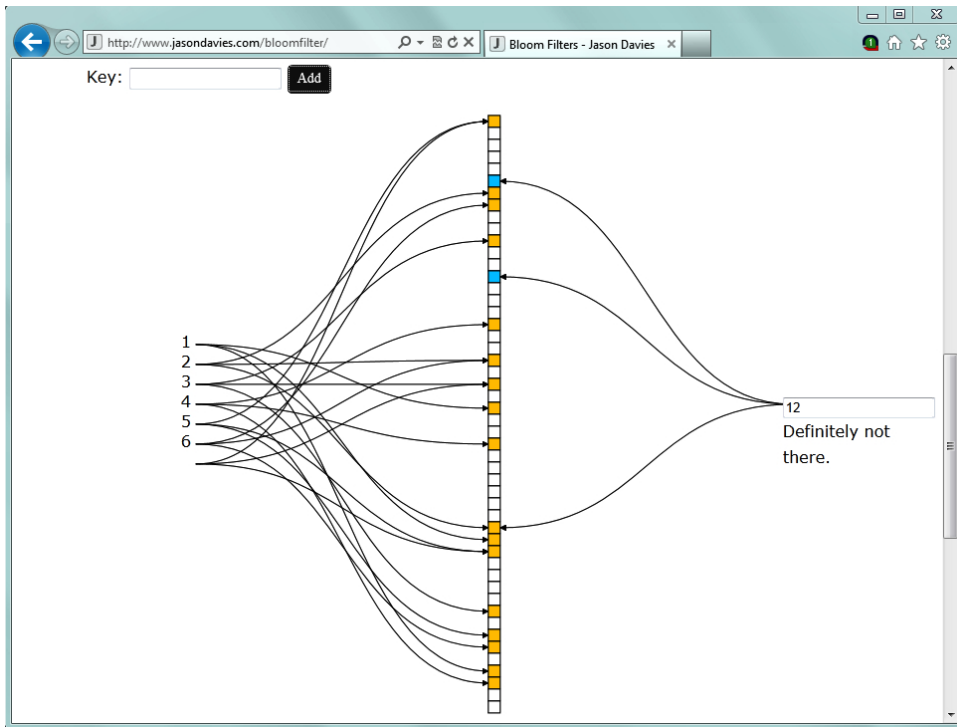 http://www.jasondavies.com/bloomfilter/
J Bloom Filters - Jason Davies
Key:
Add
1
2
3
4
5
6
12
Definitely not
there.